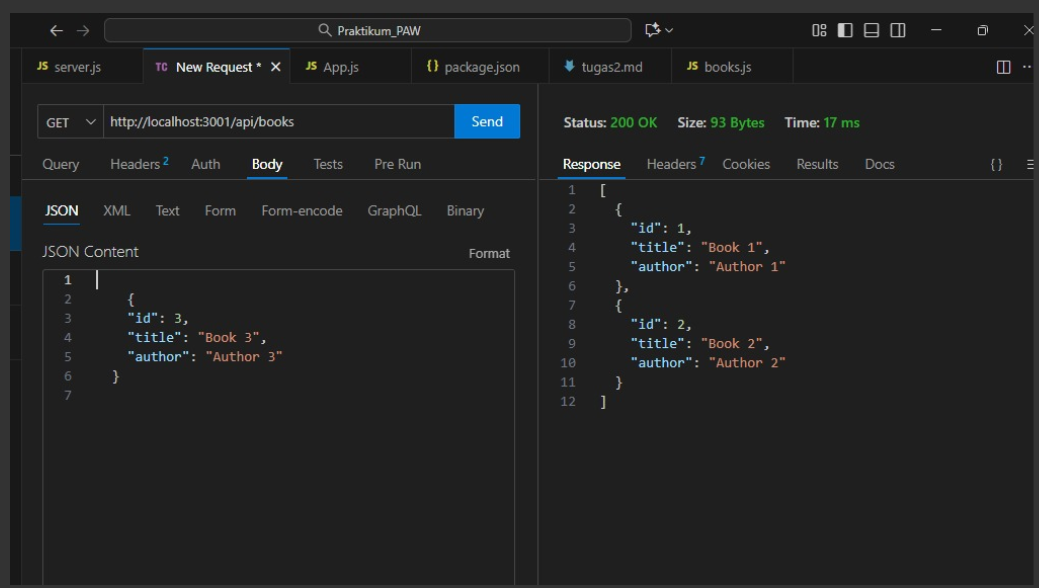 Praktikum_PAW
JS server.js
TC New Request *
JS App.js
{} package.json
tugas2.md
JS books.js
GET
http://localhost:3001/api/books
Send
Query
Headers 2
Auth
Body
Tests
Pre Run
JSON
XML
Text
Form
Form-encode
GraphQL
Binary
JSON Content
Format
1
2 {
3 "id": 3,
4 "title": "Book 3",
5 "author": "Author 3"
6 }
7
Status: 200 OK Size: 93 Bytes Time: 17 ms
Response
Headers 7
Cookies
Results
Docs
{}
1 [
2 {
3 "id": 1,
4 "title": "Book 1",
5 "author": "Author 1"
6 },
7 {
8 "id": 2,
9 "title": "Book 2",
10 "author": "Author 2"
11 }
12 ]